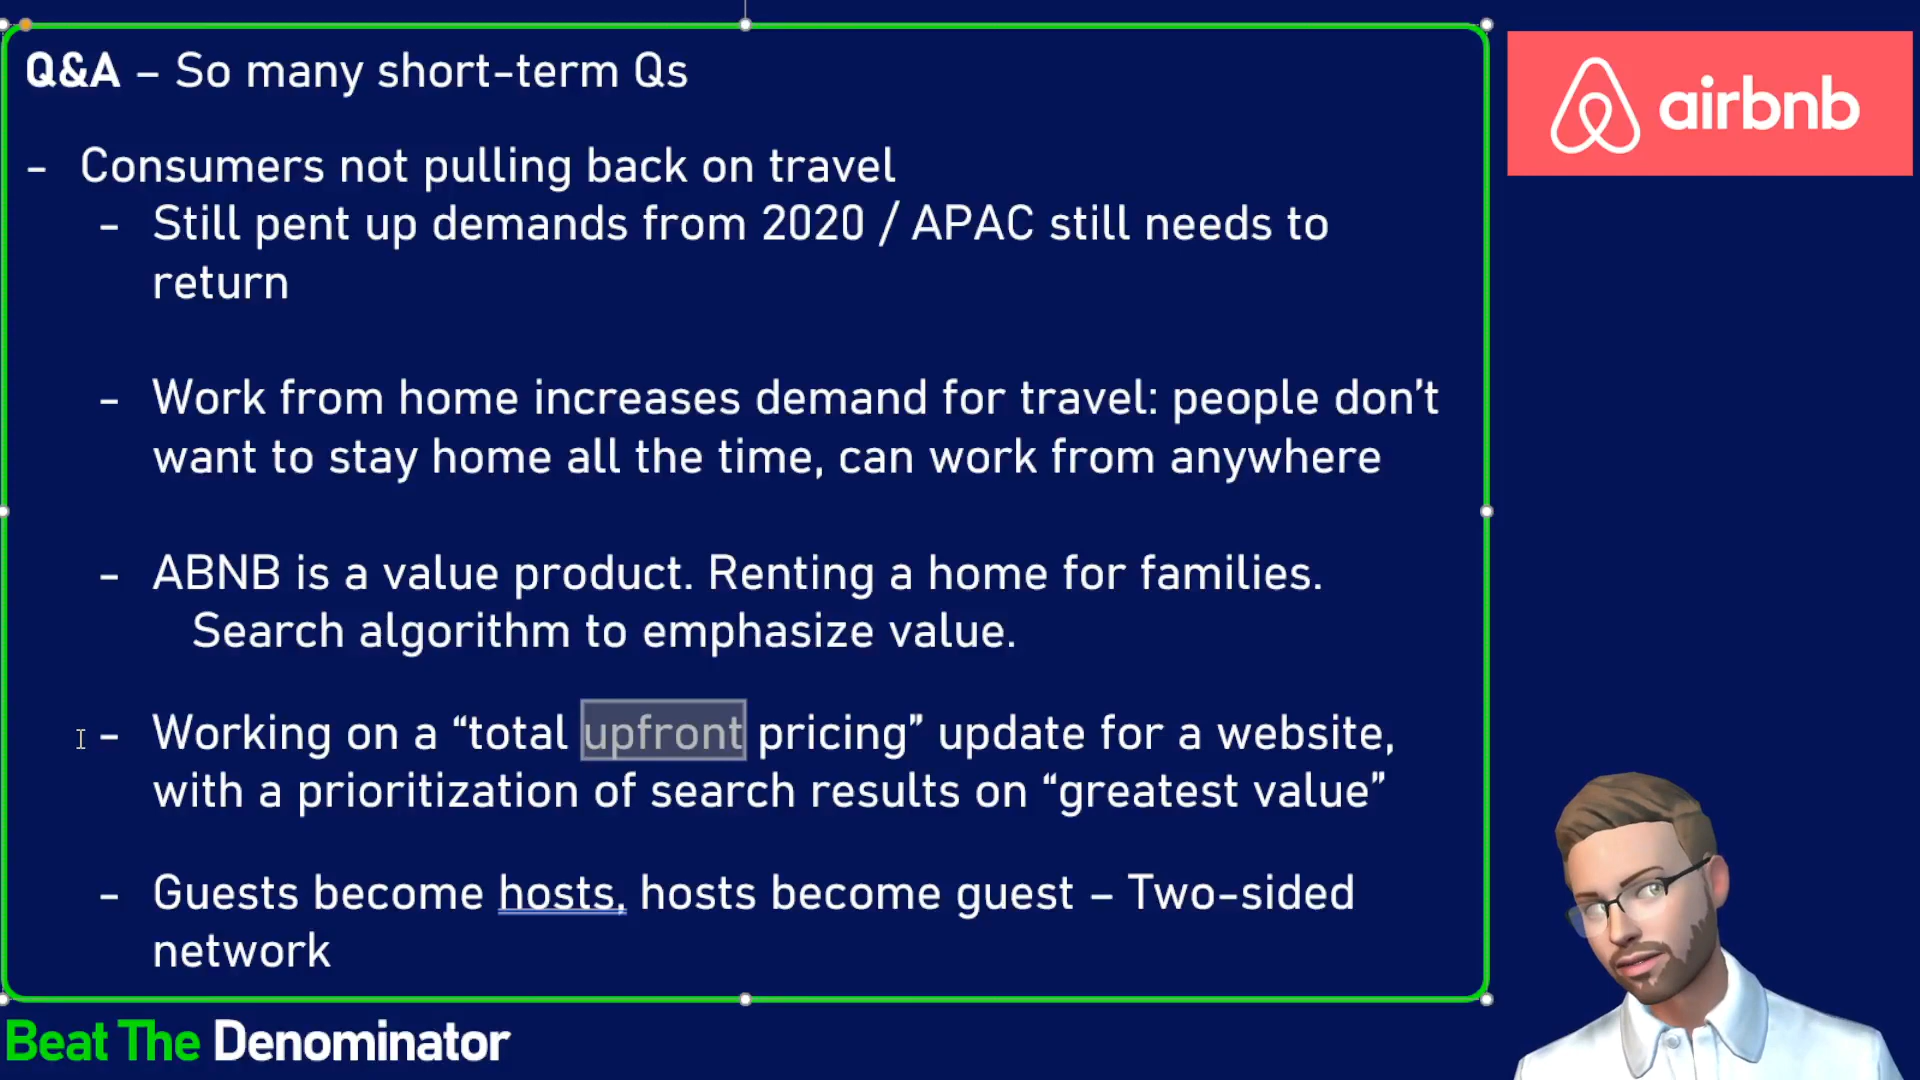 Q&A – So many short-term Qs
airbnb
- Consumers not pulling back on travel
- Still pent up demands from 2020 / APAC still needs to
return
- Work from home increases demand for travel: people don’t
want to stay home all the time, can work from anywhere
- ABNB is a value product. Renting a home for families.
Search algorithm to emphasize value.
- Working on a “total upfront pricing” update for a website,
with a prioritization of search results on “greatest value”
- Guests become hosts, hosts become guest – Two-sided
network
Beat The Denominator